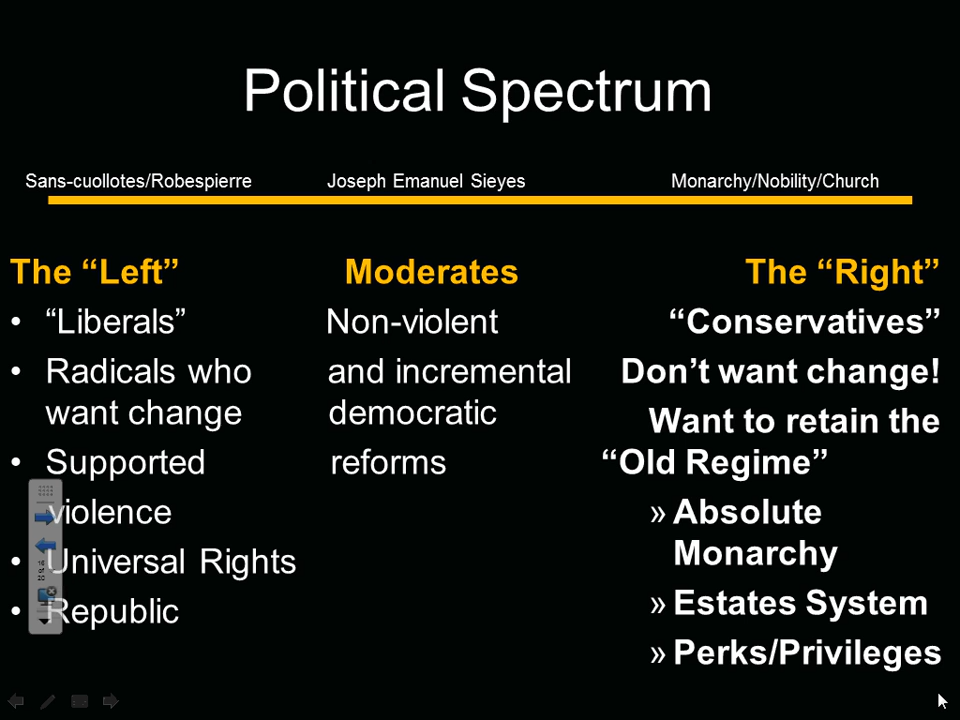 Political Spectrum
Sans-cuollotes/Robespierre Joseph Emanuel Sieyes Monarchy/Nobility/Church
The “Left” Moderates The “Right”
• “Liberals” Non-violent “Conservatives”
• Radicals who and incremental Don’t want change!
want change democratic Want to retain the
• Supported reforms “Old Regime”
violence » Absolute
Monarchy
• Universal Rights
• Republic » Estates System
» Perks/Privileges